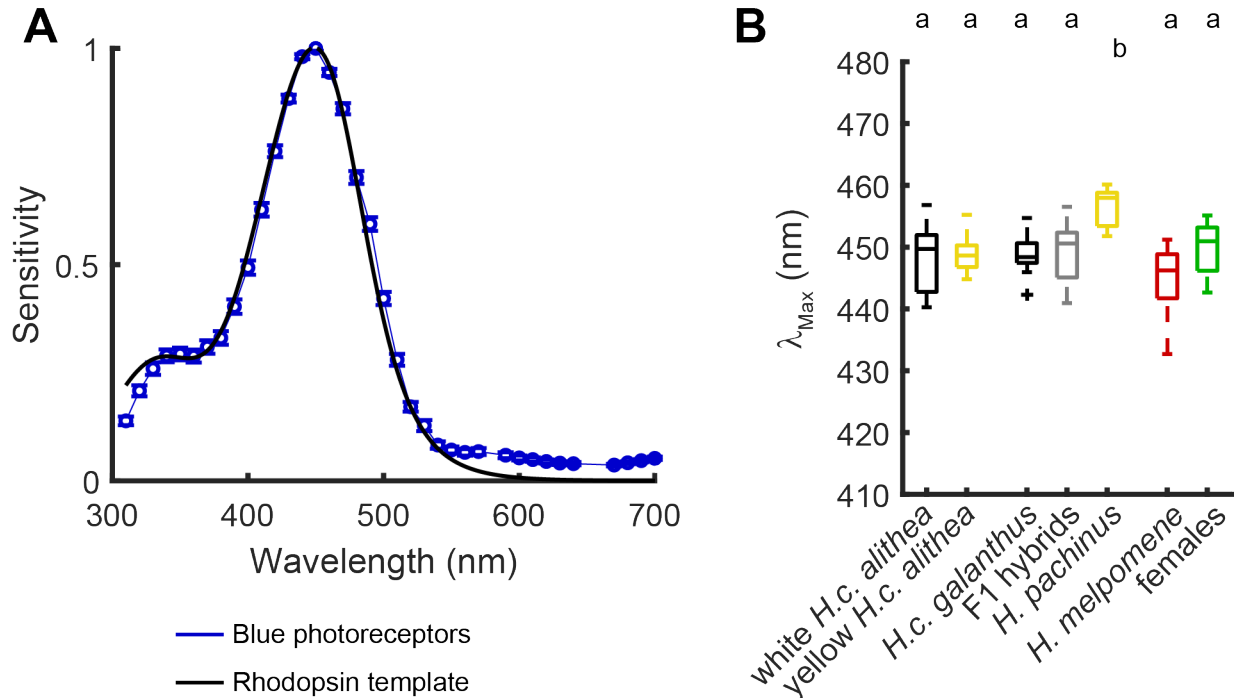 A
Sensitivity
1
0.5
0
300 400 500 600 700
Wavelength (nm)
Blue photoreceptors
Rhodopsin template
B
a a a a b a a
λMax (nm)
480
470
460
450
440
430
420
410
white H.c. alithea
yellow H.c. alithea
H.c. galanthus
F1 hybrids
H. pachinus
H. melpomene
females